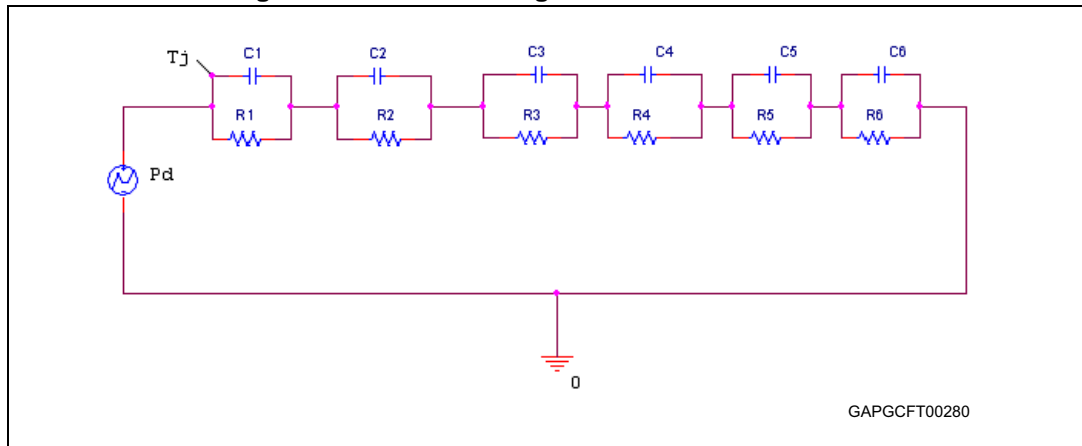 Tj C1 C2 C3 C4 C5 C6
R1 R2 R3 R4 R5 R6
Pd
0
GAPGCFT00280